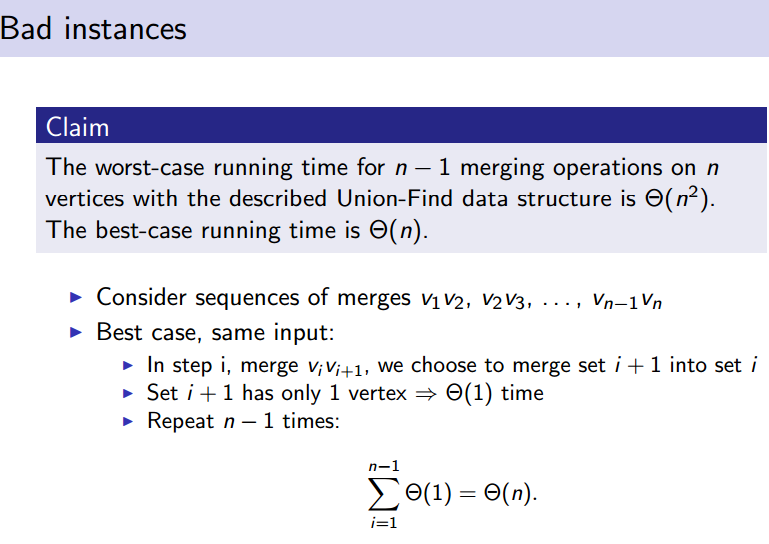 Bad instances
Claim
The worst-case running time for n − 1 merging operations on n
vertices with the described Union-Find data structure is Θ(n²).
The best-case running time is Θ(n).
▶ Consider sequences of merges v₁v₂, v₂v₃, . . . , vₙ₋₁vₙ
▶ Best case, same input:
▶ In step i, merge vᵢvᵢ₊₁, we choose to merge set i + 1 into set i
▶ Set i + 1 has only 1 vertex ⇒ Θ(1) time
▶ Repeat n − 1 times:
n−1
∑ Θ(1) = Θ(n).
i=1